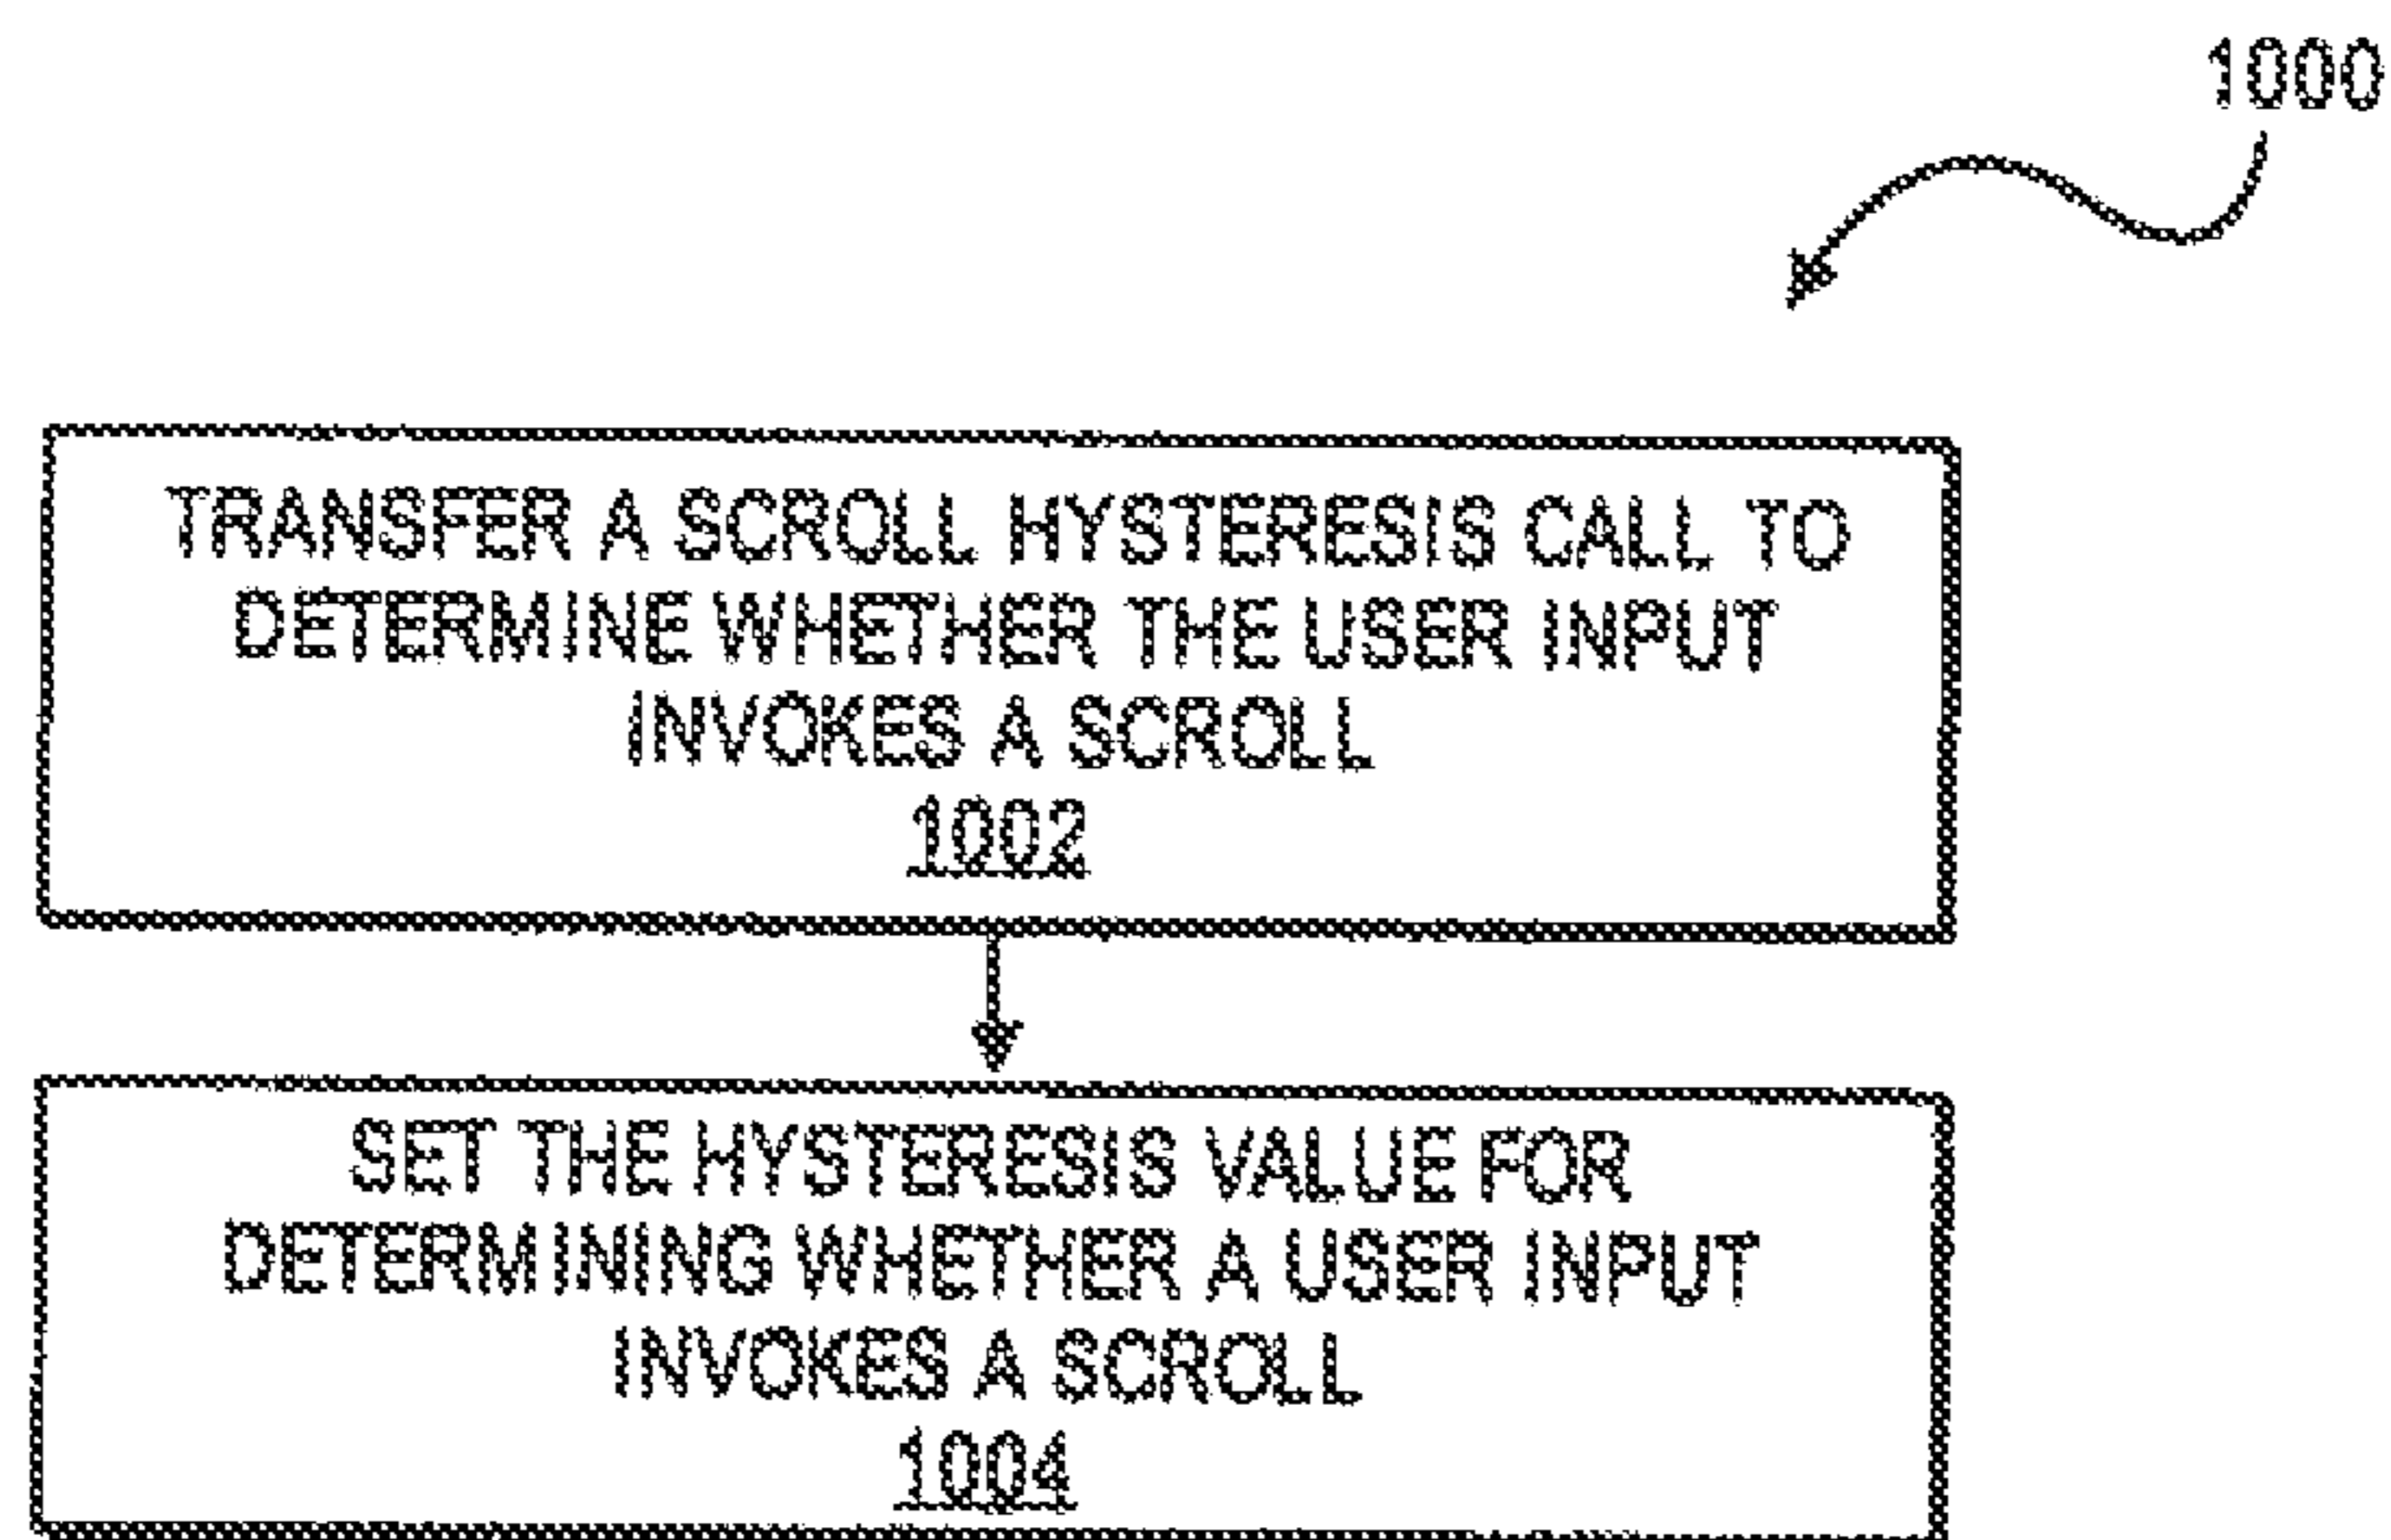 1000
TRANSFER A SCROLL HYSTERESIS CALL TO
DETERMINE WHETHER THE USER INPUT
INVOKES A SCROLL
1002
SET THE HYSTERESIS VALUE FOR
DETERMINING WHETHER A USER INPUT
INVOKES A SCROLL
1004